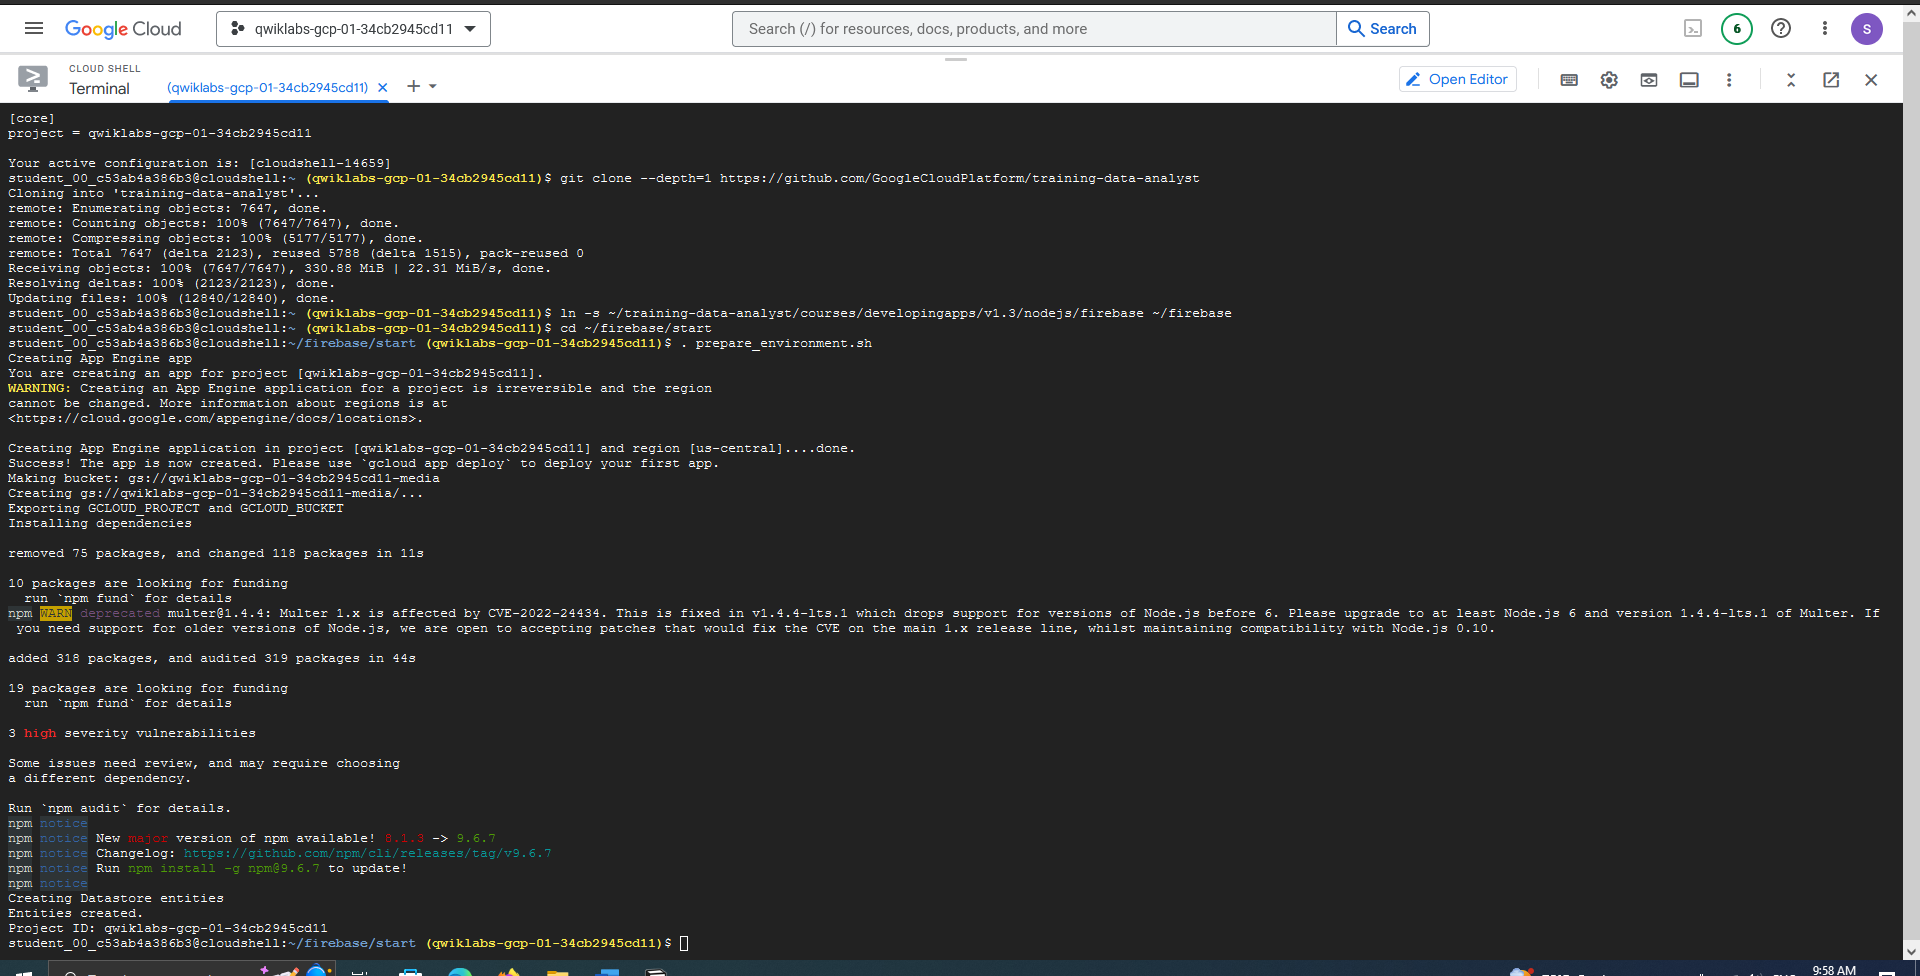 Google Cloud
qwiklabs-gcp-01-34cb2945cd11
Search (/) for resources, docs, products, and more
Search
6
S
CLOUD SHELL
Terminal
(qwiklabs-gcp-01-34cb2945cd11)
Open Editor
[core]
project = qwiklabs-gcp-01-34cb2945cd11
Your active configuration is: [cloudshell-14659]
student_00_c53ab4a386b3@cloudshell:~ (qwiklabs-gcp-01-34cb2945cd11)$ git clone --depth=1 https://github.com/GoogleCloudPlatform/training-data-analyst
Cloning into 'training-data-analyst'...
remote: Enumerating objects: 7647, done.
remote: Counting objects: 100% (7647/7647), done.
remote: Compressing objects: 100% (5177/5177), done.
remote: Total 7647 (delta 2123), reused 5788 (delta 1515), pack-reused 0
Receiving objects: 100% (7647/7647), 330.88 MiB | 22.31 MiB/s, done.
Resolving deltas: 100% (2123/2123), done.
Updating files: 100% (12840/12840), done.
student_00_c53ab4a386b3@cloudshell:~ (qwiklabs-gcp-01-34cb2945cd11)$ ln -s ~/training-data-analyst/courses/developingapps/v1.3/nodejs/firebase ~/firebase
student_00_c53ab4a386b3@cloudshell:~ (qwiklabs-gcp-01-34cb2945cd11)$ cd ~/firebase/start
student_00_c53ab4a386b3@cloudshell:~/firebase/start (qwiklabs-gcp-01-34cb2945cd11)$ . prepare_environment.sh
Creating App Engine app
You are creating an app for project [qwiklabs-gcp-01-34cb2945cd11].
WARNING: Creating an App Engine application for a project is irreversible and the region
cannot be changed. More information about regions is at
<https://cloud.google.com/appengine/docs/locations>.
Creating App Engine application in project [qwiklabs-gcp-01-34cb2945cd11] and region [us-central]....done.
Success! The app is now created. Please use `gcloud app deploy` to deploy your first app.
Making bucket: gs://qwiklabs-gcp-01-34cb2945cd11-media
Creating gs://qwiklabs-gcp-01-34cb2945cd11-media/...
Exporting GCLOUD_PROJECT and GCLOUD_BUCKET
Installing dependencies
removed 75 packages, and changed 118 packages in 11s
10 packages are looking for funding
run `npm fund` for details
npm WARN deprecated multer@1.4.4: Multer 1.x is affected by CVE-2022-24434. This is fixed in v1.4.4-lts.1 which drops support for versions of Node.js before 6. Please upgrade to at least Node.js 6 and version 1.4.4-lts.1 of Multer. If
you need support for older versions of Node.js, we are open to accepting patches that would fix the CVE on the main 1.x release line, whilst maintaining compatibility with Node.js 0.10.
added 318 packages, and audited 319 packages in 44s
19 packages are looking for funding
run `npm fund` for details
3 high severity vulnerabilities
Some issues need review, and may require choosing
a different dependency.
Run `npm audit` for details.
npm notice
npm notice New major version of npm available! 8.1.3 -> 9.6.7
npm notice Changelog: https://github.com/npm/cli/releases/tag/v9.6.7
npm notice Run npm install -g npm@9.6.7 to update!
npm notice
Creating Datastore entities
Entities created.
Project ID: qwiklabs-gcp-01-34cb2945cd11
student_00_c53ab4a386b3@cloudshell:~/firebase/start (qwiklabs-gcp-01-34cb2945cd11)$
9:58 AM